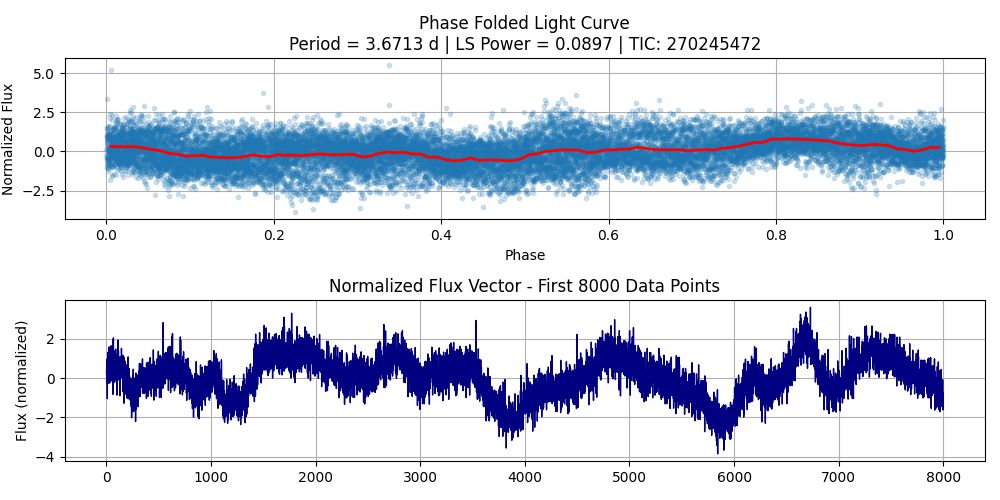 Phase Folded Light Curve
Period = 3.6713 d | LS Power = 0.0897 | TIC: 270245472
Normalized Flux
5.0
2.5
0.0
−2.5
0.0 0.2 0.4 0.6 0.8 1.0
Phase
Normalized Flux Vector - First 8000 Data Points
Flux (normalized)
2
0
−2
−4
0 1000 2000 3000 4000 5000 6000 7000 8000